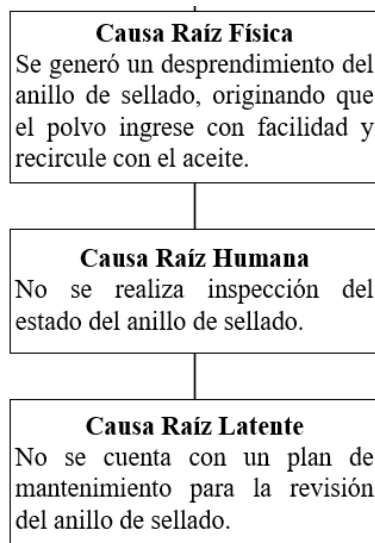 Causa Raíz Física
Se generó un desprendimiento del
anillo de sellado, originando que
el polvo ingrese con facilidad y
recircule con el aceite.
Causa Raíz Humana
No se realiza inspección del
estado del anillo de sellado.
Causa Raíz Latente
No se cuenta con un plan de
mantenimiento para la revisión
del anillo de sellado.